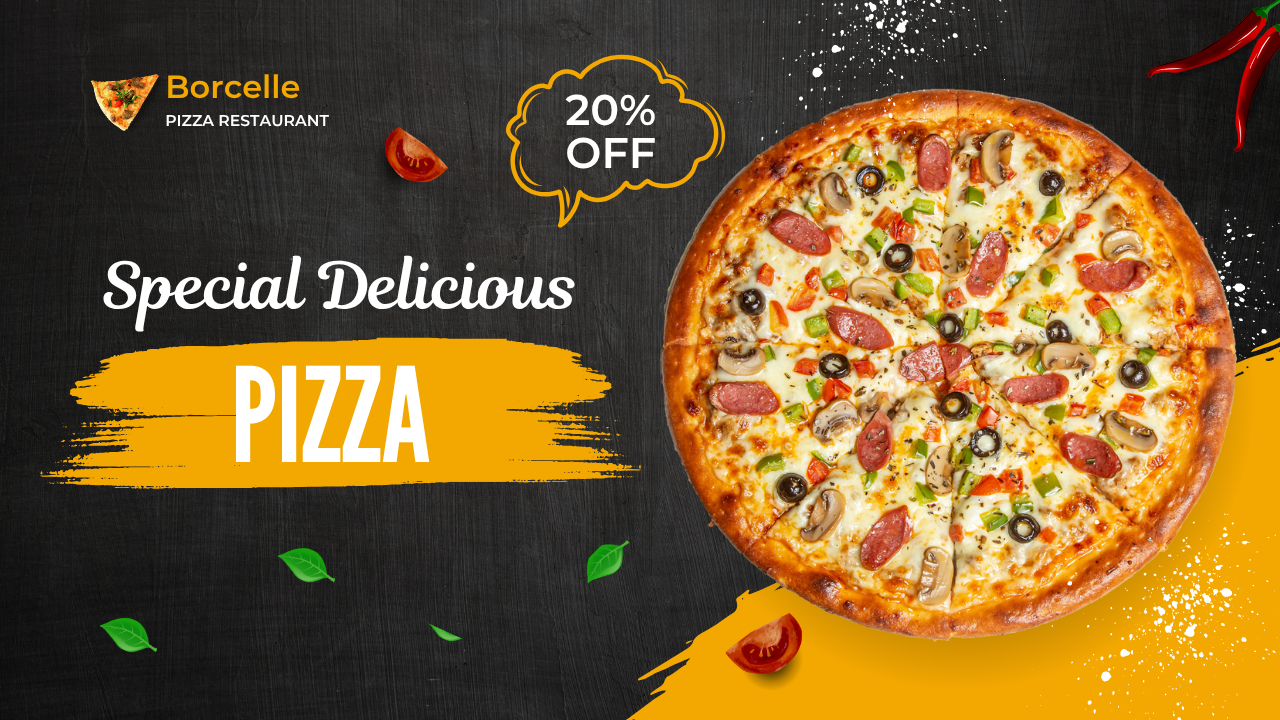 Borcelle
PIZZA RESTAURANT
20%
OFF
Special Delicious
PIZZA